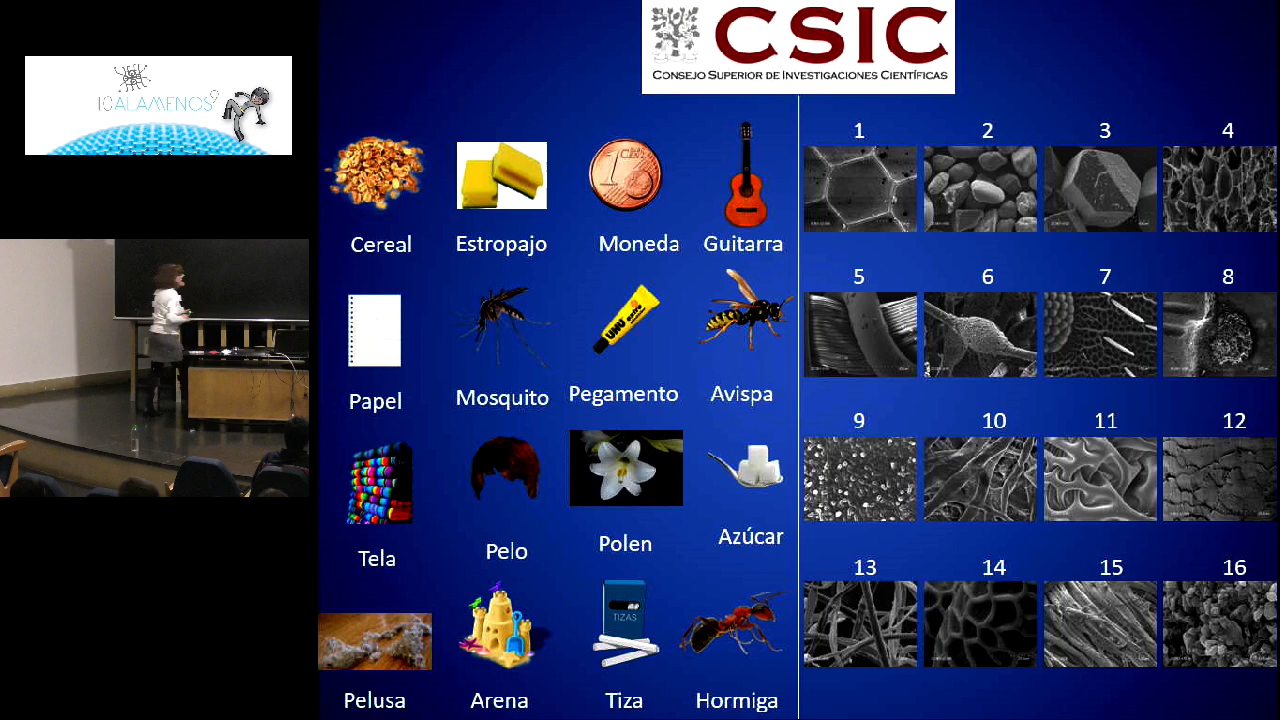 10ALAMENOS9
CSIC
CONSEJO SUPERIOR DE INVESTIGACIONES CIENTÍFICAS
1 2 3 4
Cereal Estropajo Moneda Guitarra
5 6 7 8
Papel Mosquito Pegamento Avispa
UHU
9 10 11 12
Tela Pelo Polen Azúcar
13 14 15 16
TIZAS
Pelusa Arena Tiza Hormiga